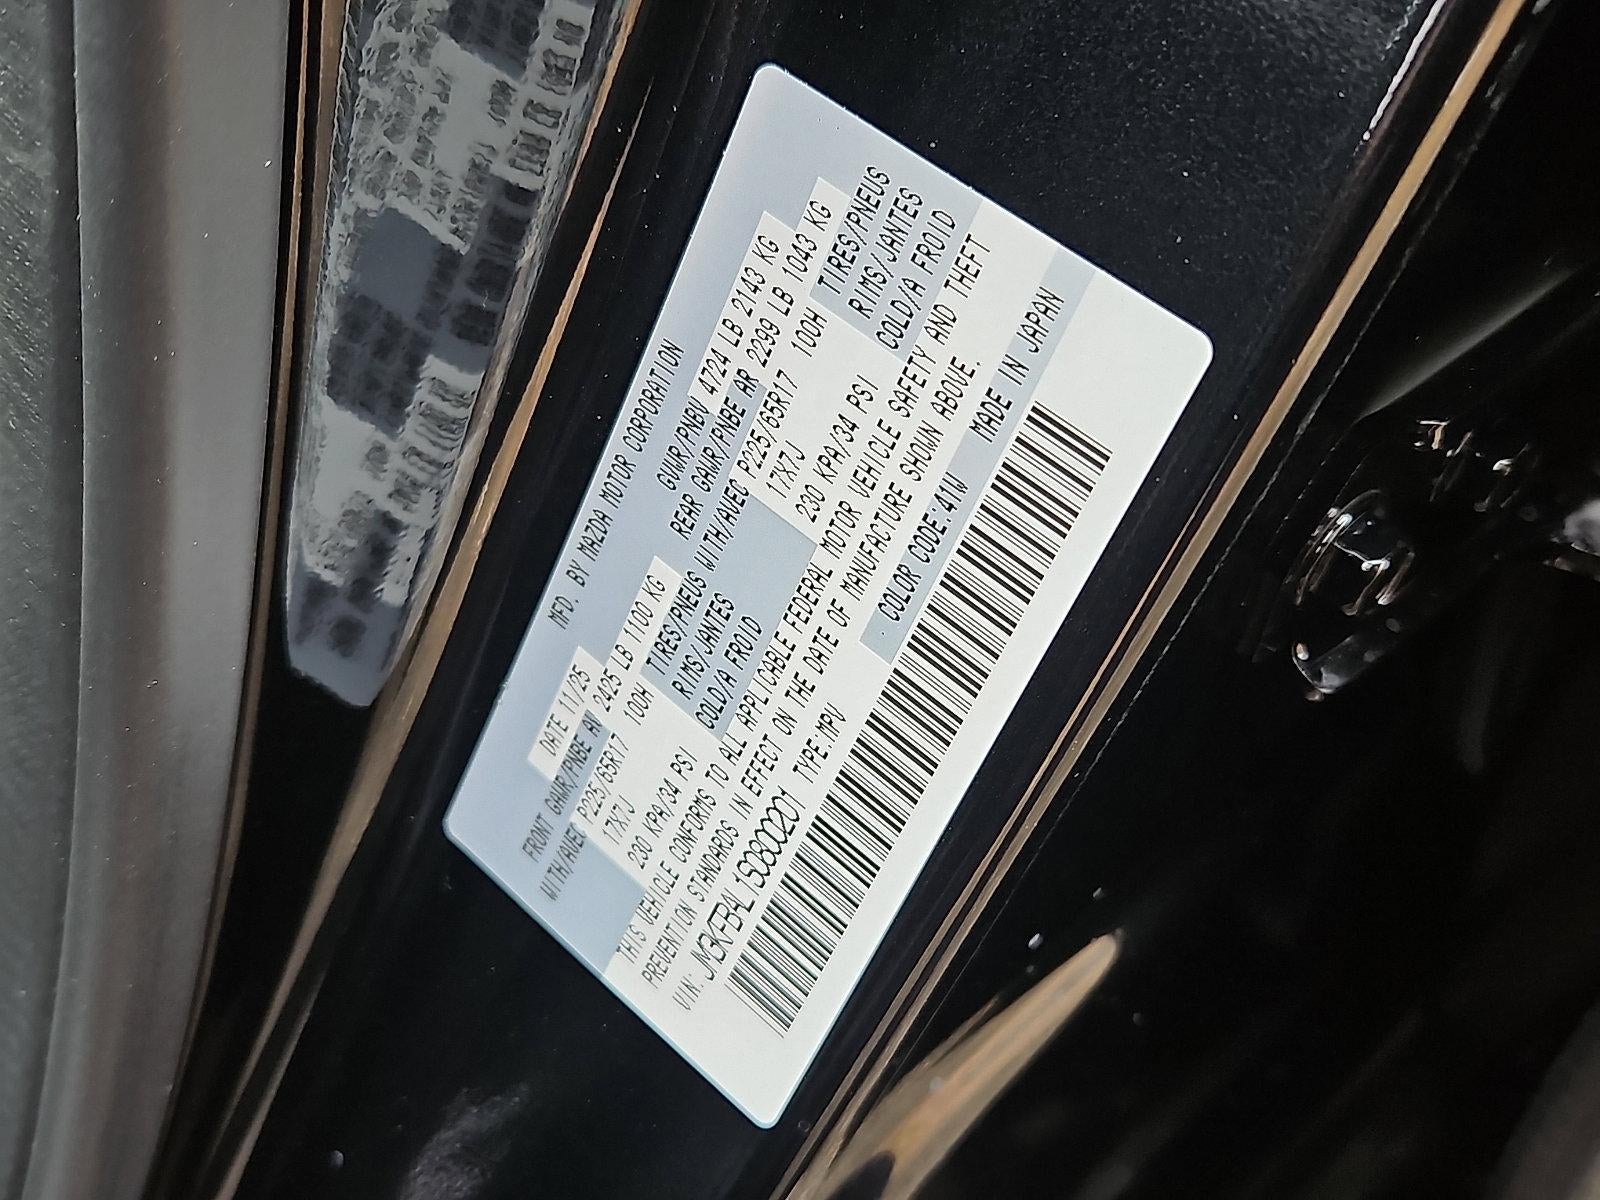 MFD. BY MAZDA MOTOR CORPORATION
DATE 11/25 GVWR/PNBV 4724 LB 2143 KG
FRONT GAWR/PNBE AV 2425 LB 1100 KG REAR GAWR/PNBE AR 2299 LB 1043 KG
WITH/AVEC P225/65R17 100H TIRES/PNEUS WITH/AVEC P225/65R17 100H TIRES/PNEUS
17X7J RIMS/JANTES 17X7J RIMS/JANTES
230 KPA/34 PSI COLD/A FROID 230 KPA/34 PSI COLD/A FROID
THIS VEHICLE CONFORMS TO ALL APPLICABLE FEDERAL MOTOR VEHICLE SAFETY AND THEFT
PREVENTION STANDARDS IN EFFECT ON THE DATE OF MANUFACTURE SHOWN ABOVE.
VIN: JM3KFB4L1S0800201 TYPE:MPV COLOR CODE:41W MADE IN JAPAN